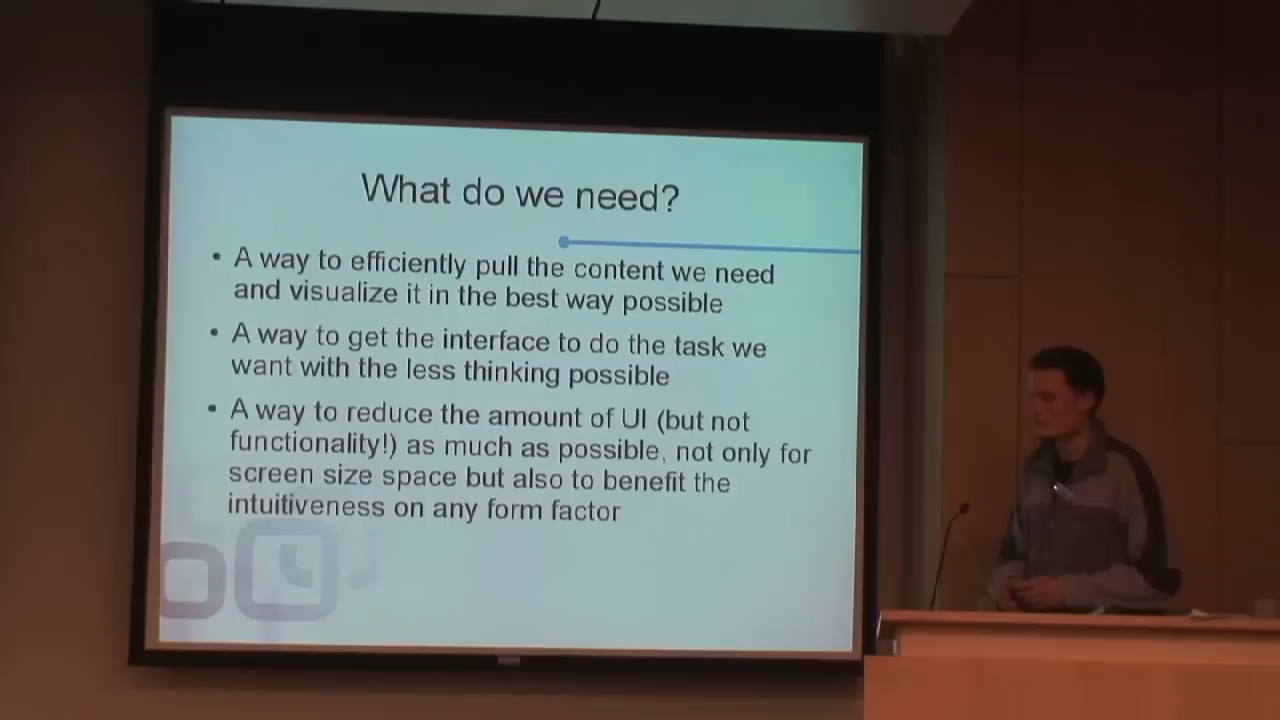 What do we need?
• A way to efficiently pull the content we need
and visualize it in the best way possible
• A way to get the interface to do the task we
want with the less thinking possible
• A way to reduce the amount of UI (but not
functionality!) as much as possible, not only for
screen size space but also to benefit the
intuitiveness on any form factor